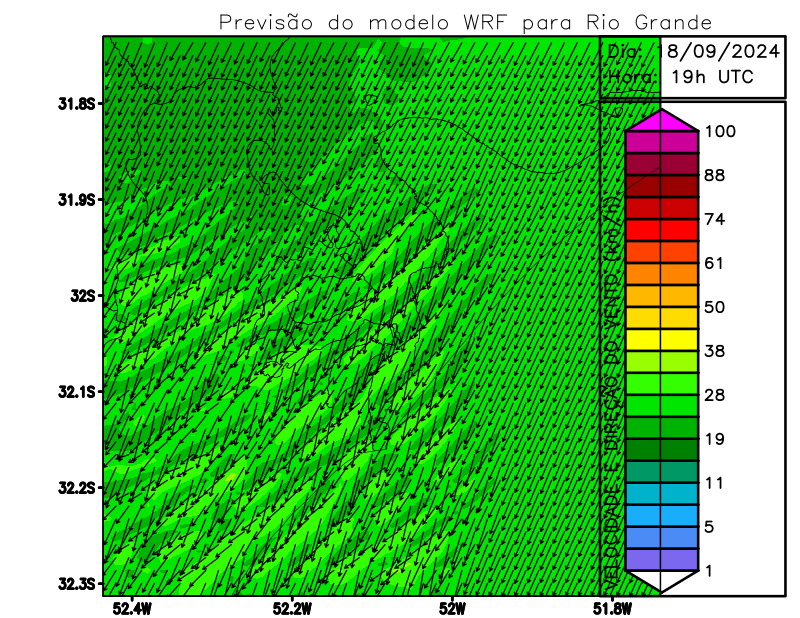 Previsão do modelo WRF para Rio Grande
Dia: 18/09/2024
Hora: 19h UTC
31.8S
31.9S
32S
32.1S
32.2S
32.3S
52.4W
52.2W
52W
51.8W
VELOCIDADE E DIREÇÃO DO VENTO (km/h)
100
88
74
61
50
38
28
19
11
5
1